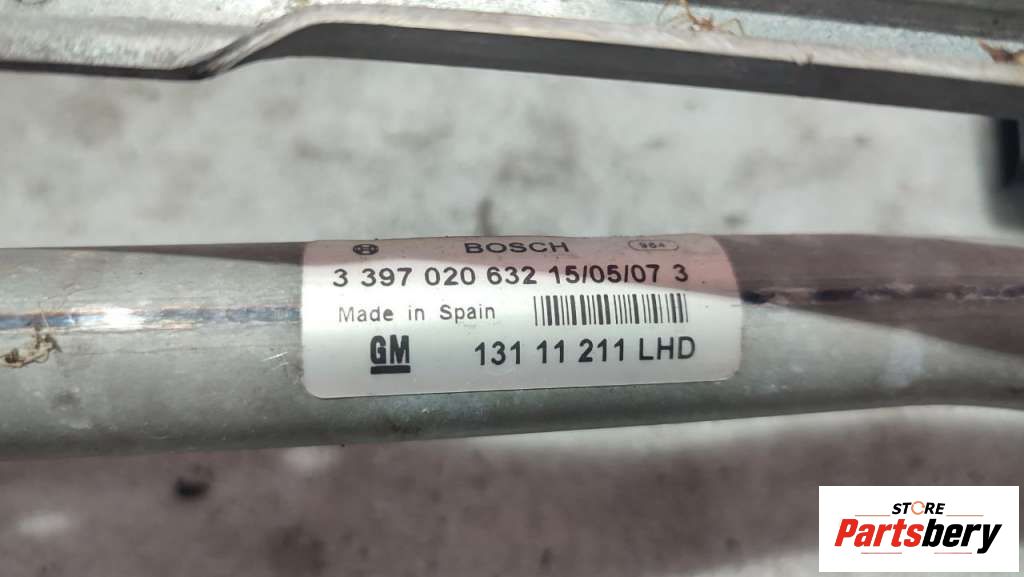 BOSCH 984
3 397 020 632 15/05/07 3
Made in Spain
GM 131 11 211 LHD
STORE
Partsbery